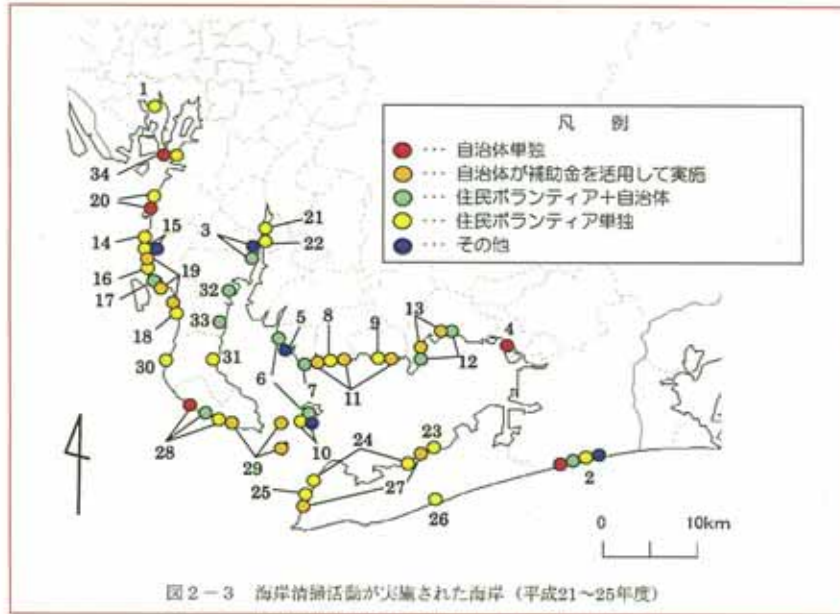 1
凡 例
… 自治体単独
34
… 自治体が補助金を活用して実施
… 住民ボランティア+自治体
20
… 住民ボランティア単独
21
14 15 3
… その他
22
16 19
17
32
18
33
5 8 9 13 4
30 31
6 7 11 12
28 29 10 24 23
25 27 2
26
0 10km
図2-3 海岸清掃活動が実施された海岸(平成21~25年度)